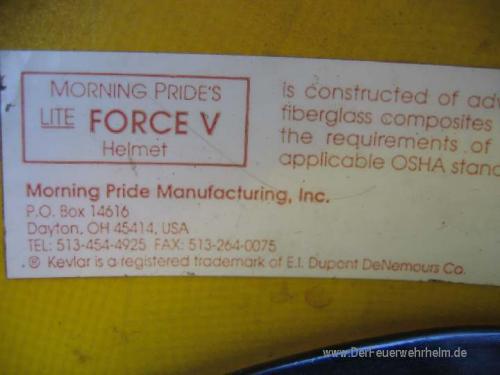 MORNING PRIDE'S
LITE FORCE V
Helmet
is constructed of
fiberglass composites
the requirements of
applicable OSHA
Morning Pride Manufacturing, Inc.
P.O. Box 14616
Dayton, OH 45414, USA
TEL: 513-454-4925 FAX: 513-264-0075
® Kevlar is a registered trademark of E.I. Dupont DeNemours Co.
www.DerFeuerwehrhelm.de